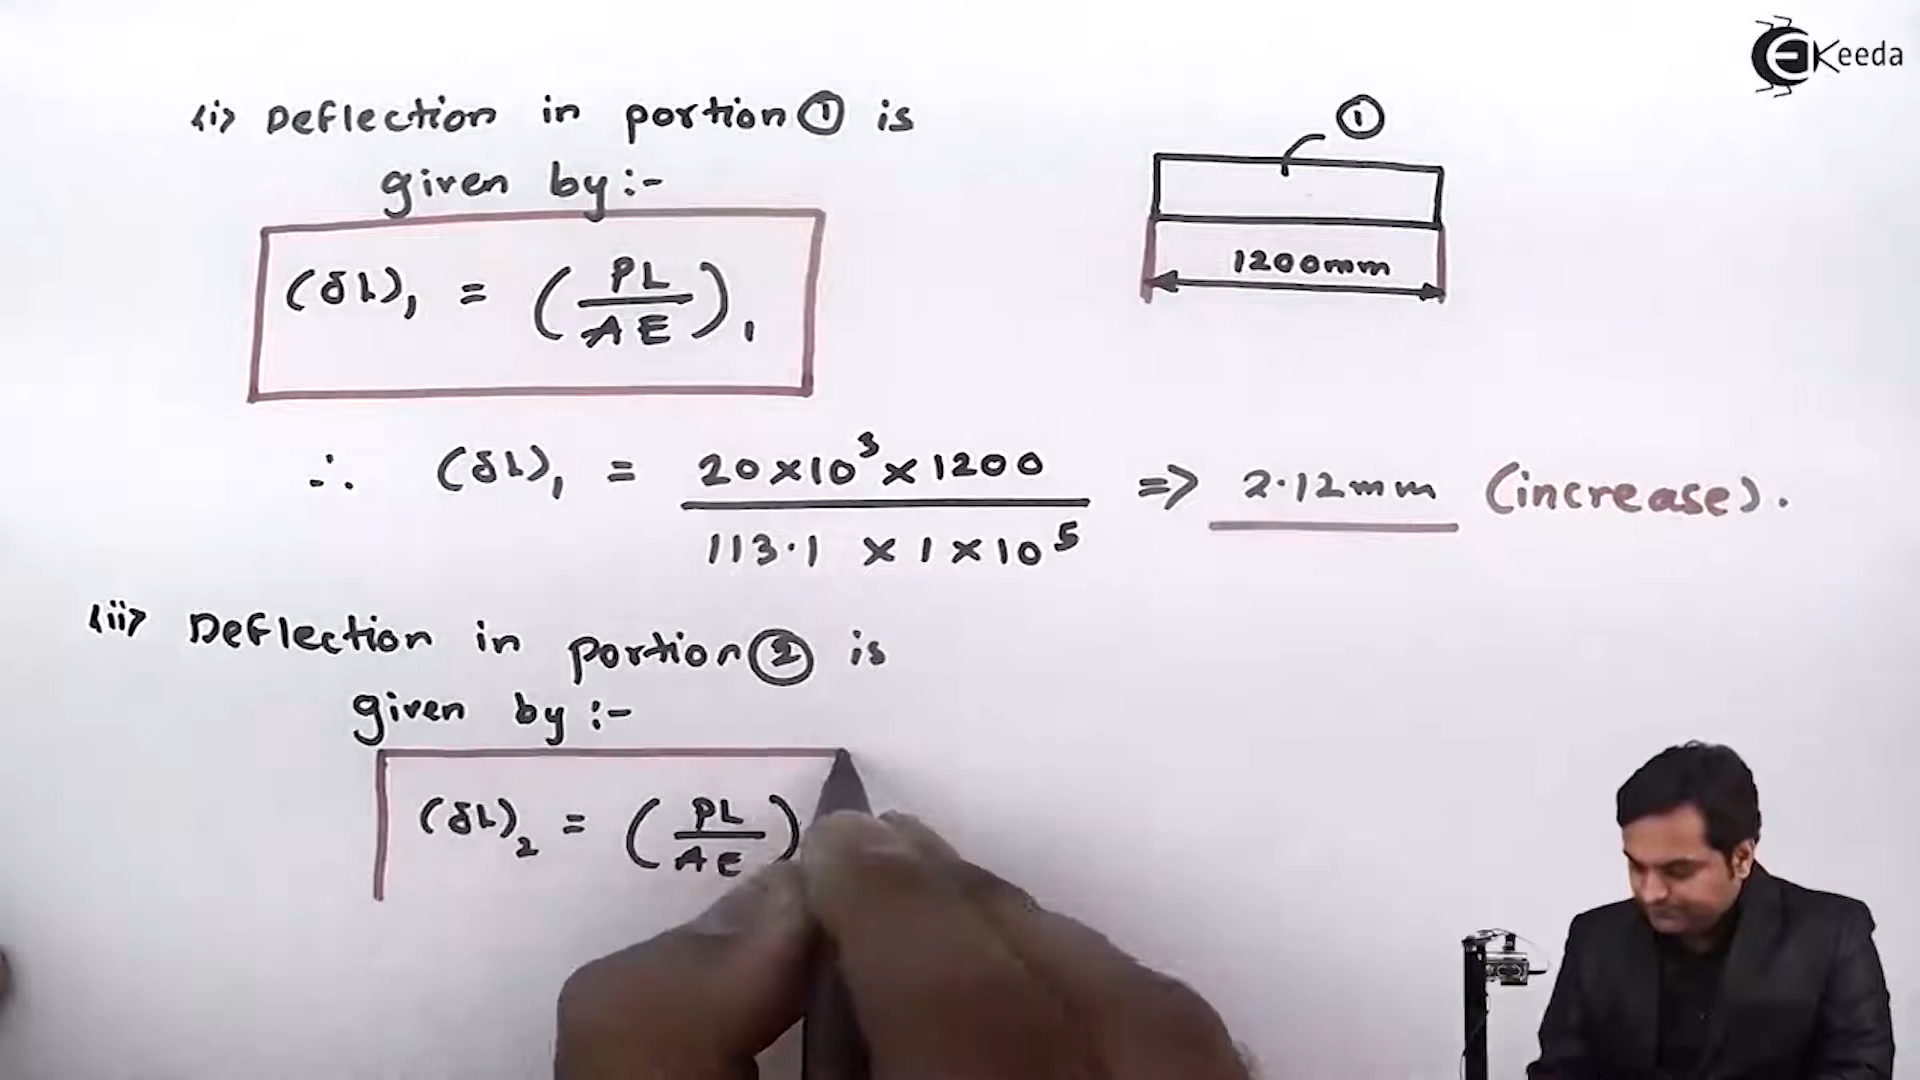 EKeeda
(i) Deflection in portion ① is
given by:-
①
(δL)₁ = (PL/AE)₁
1200mm
∴ (δL)₁ = 20×10³×1200 / 113.1 × 1×10⁵ => 2.12mm (increase).
(ii) Deflection in portion ② is
given by:-
(δL)₂ = (PL/AE)